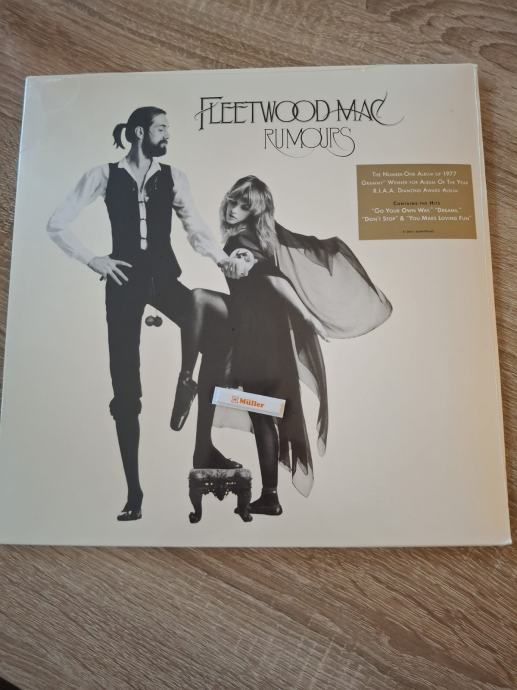 FLEETWOOD MAC
RUMOURS
THE NUMBER-ONE ALBUM OF 1977
GRAMMY® WINNER FOR ALBUM OF THE YEAR
R.I.A.A. DIAMOND AWARD ALBUM
CONTAINING THE HITS
"GO YOUR OWN WAY," "DREAMS,"
"DON'T STOP" & "YOU MAKE LOVING FUN"
Müller